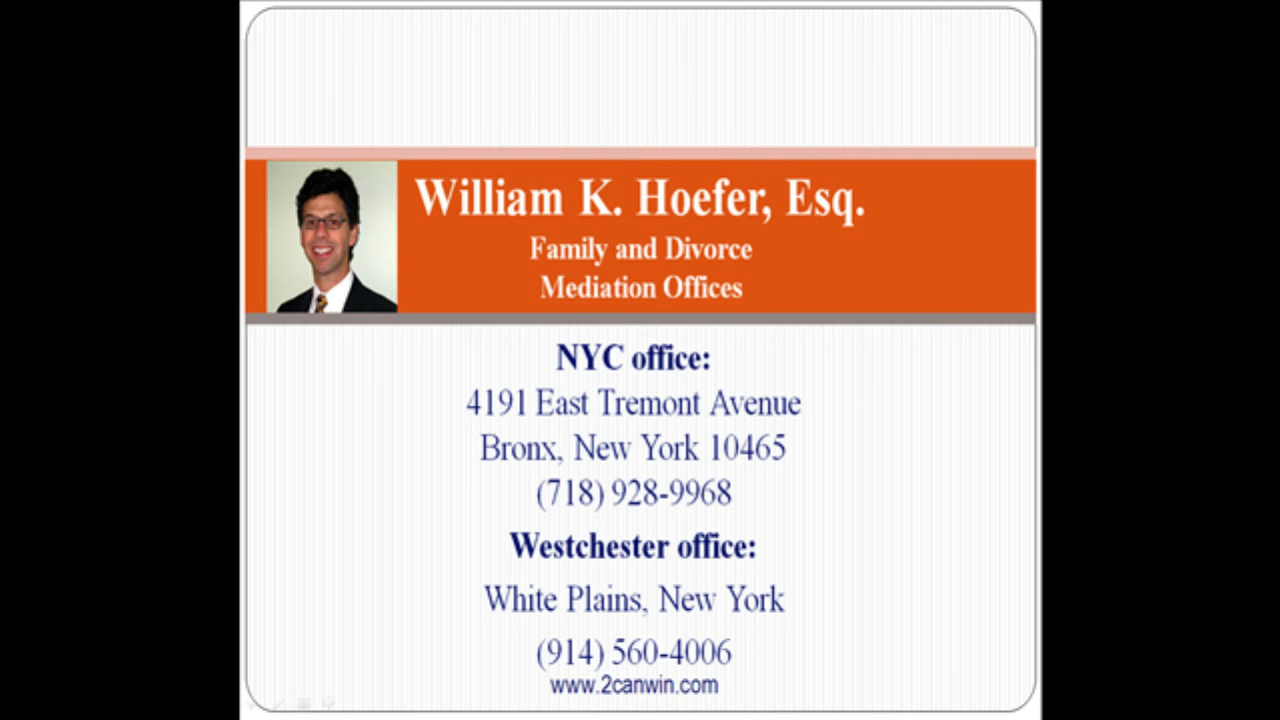 William K. Hoefer, Esq.
Family and Divorce
Mediation Offices
NYC office:
4191 East Tremont Avenue
Bronx, New York 10465
(718) 928-9968
Westchester office:
White Plains, New York
(914) 560-4006
www.2canwin.com